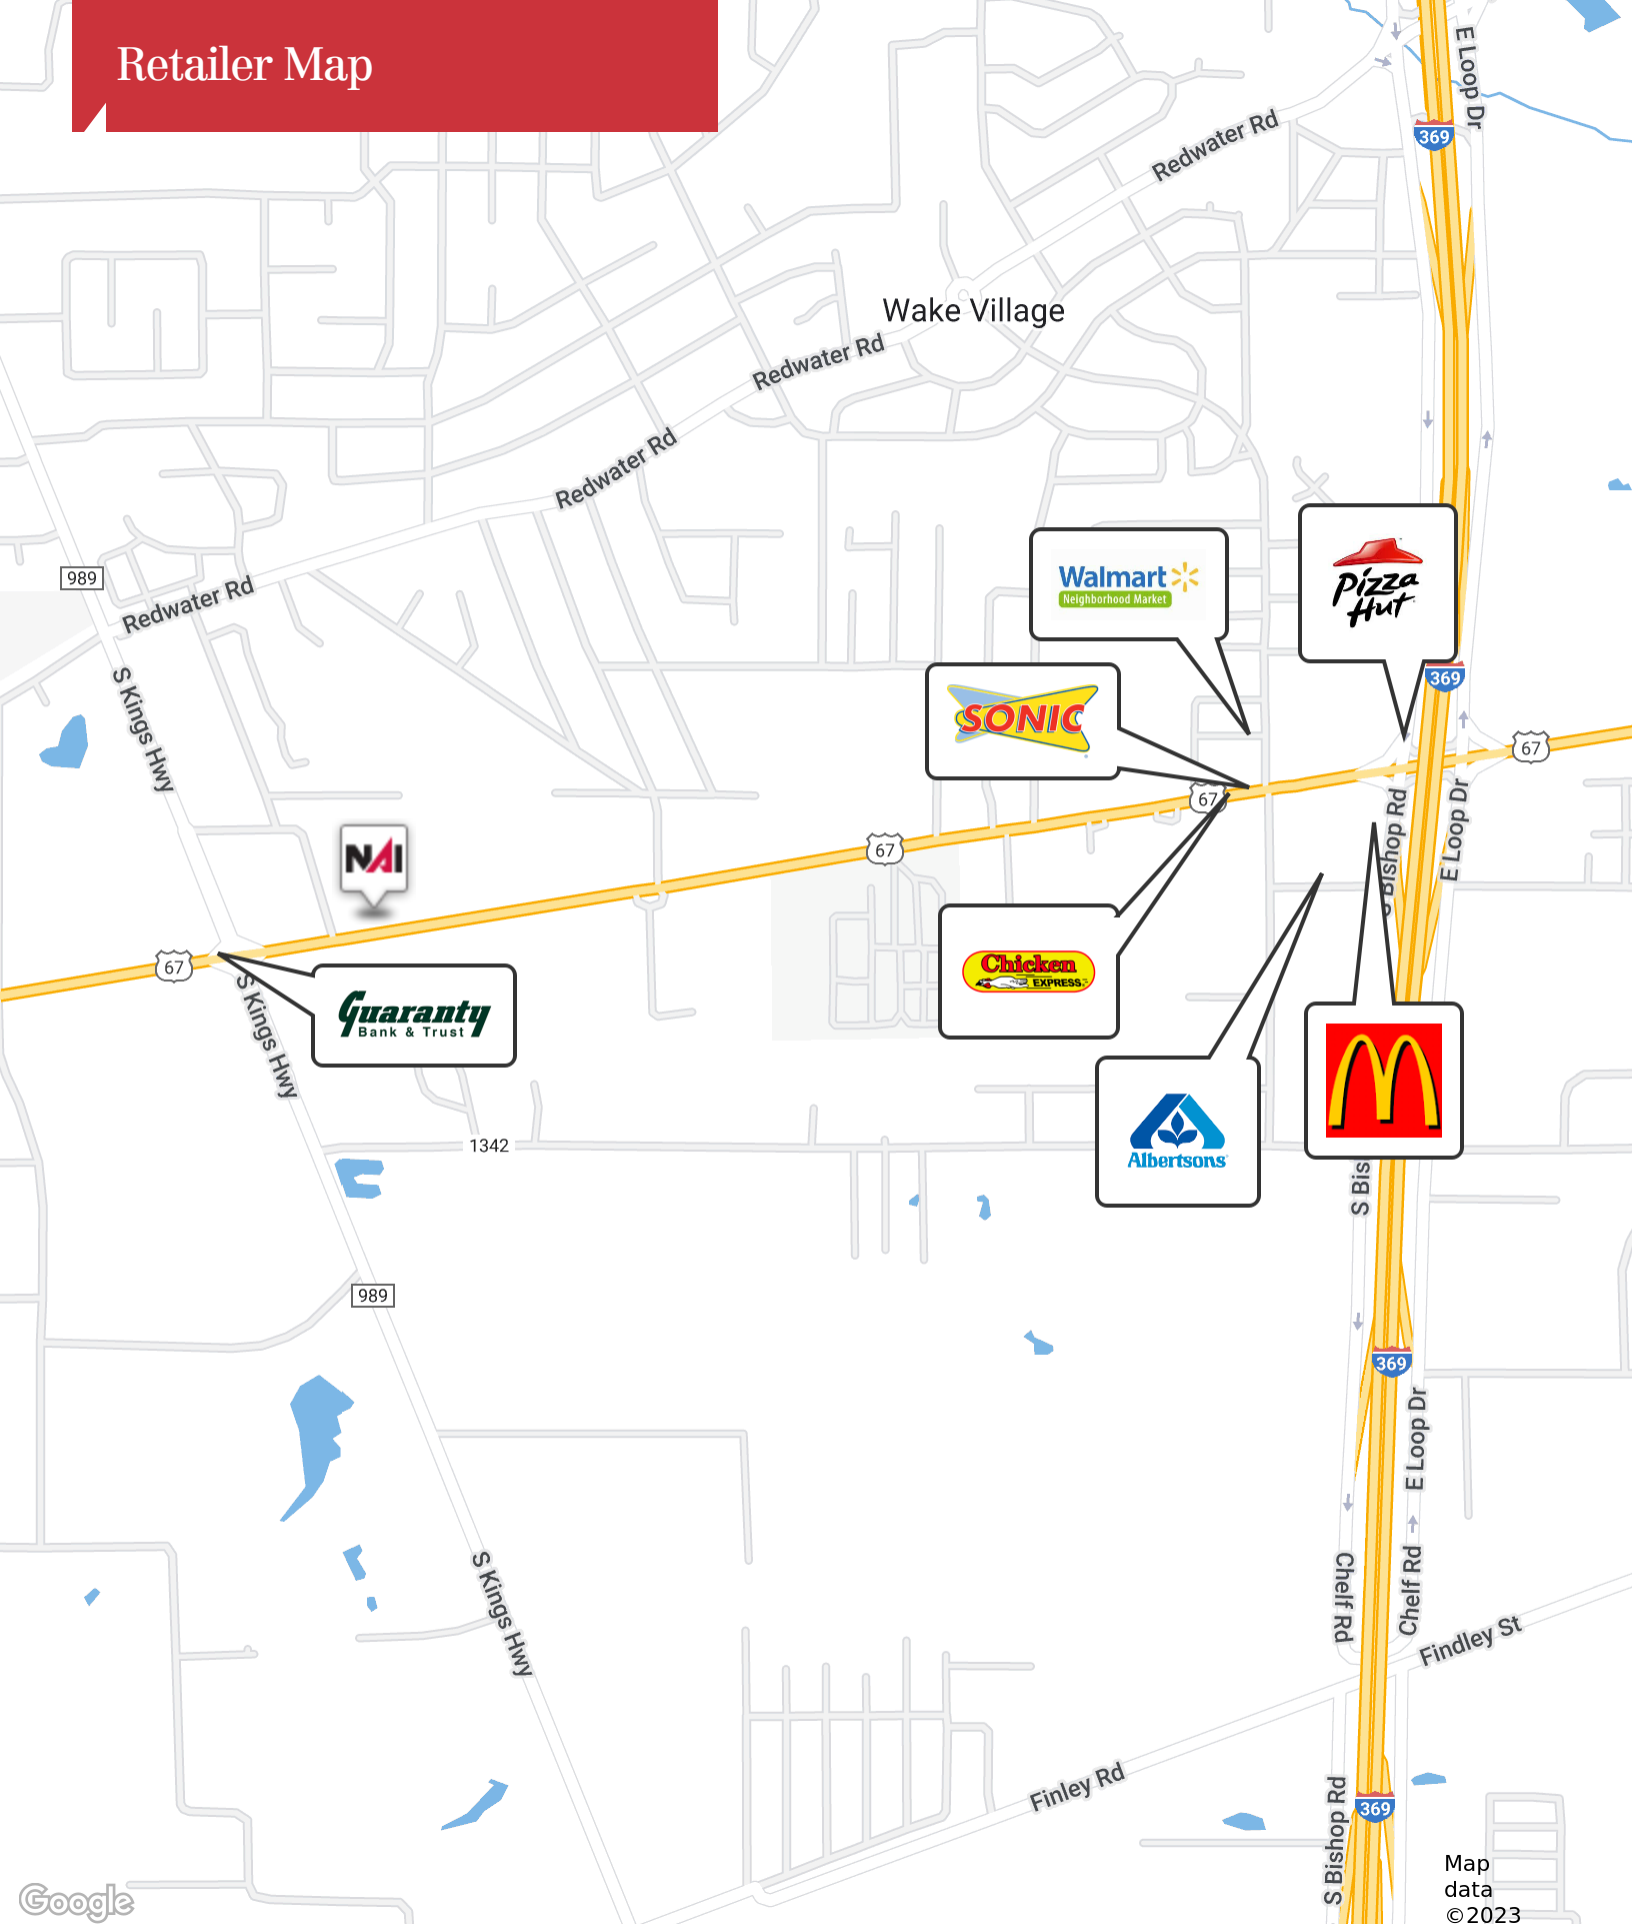 Retailer Map
E Loop Dr
369
Redwater Rd
Wake Village
Redwater Rd
Redwater Rd
989
Redwater Rd
Walmart
Neighborhood Market
Pizza
Hut
369
S Kings Hwy
SONIC
67
67
67
S Bishop Rd
E Loop Dr
NAI
67
S Kings Hwy
Guaranty
Bank & Trust
Chicken
EXPRESS
1342
Albertsons
S Bis
989
369
E Loop Dr
S Kings Hwy
Chelf Rd
Chelf Rd
Findley St
Finley Rd
S Bishop Rd
369
Google
Map
data
©2023